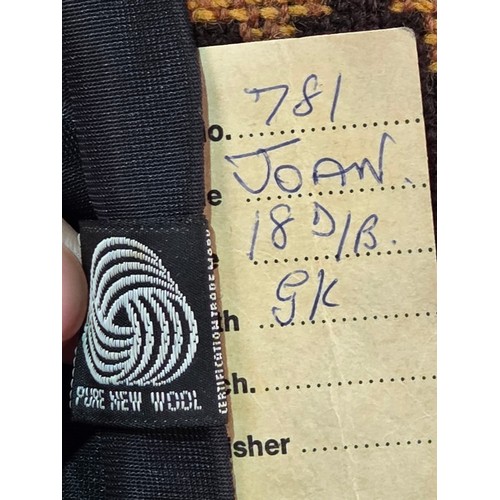 o. 781
e JOAN.
e 18 D/B.
h GK
ch.
isher
PURE NEW WOOL
CERTIFICATION TRADE MARK